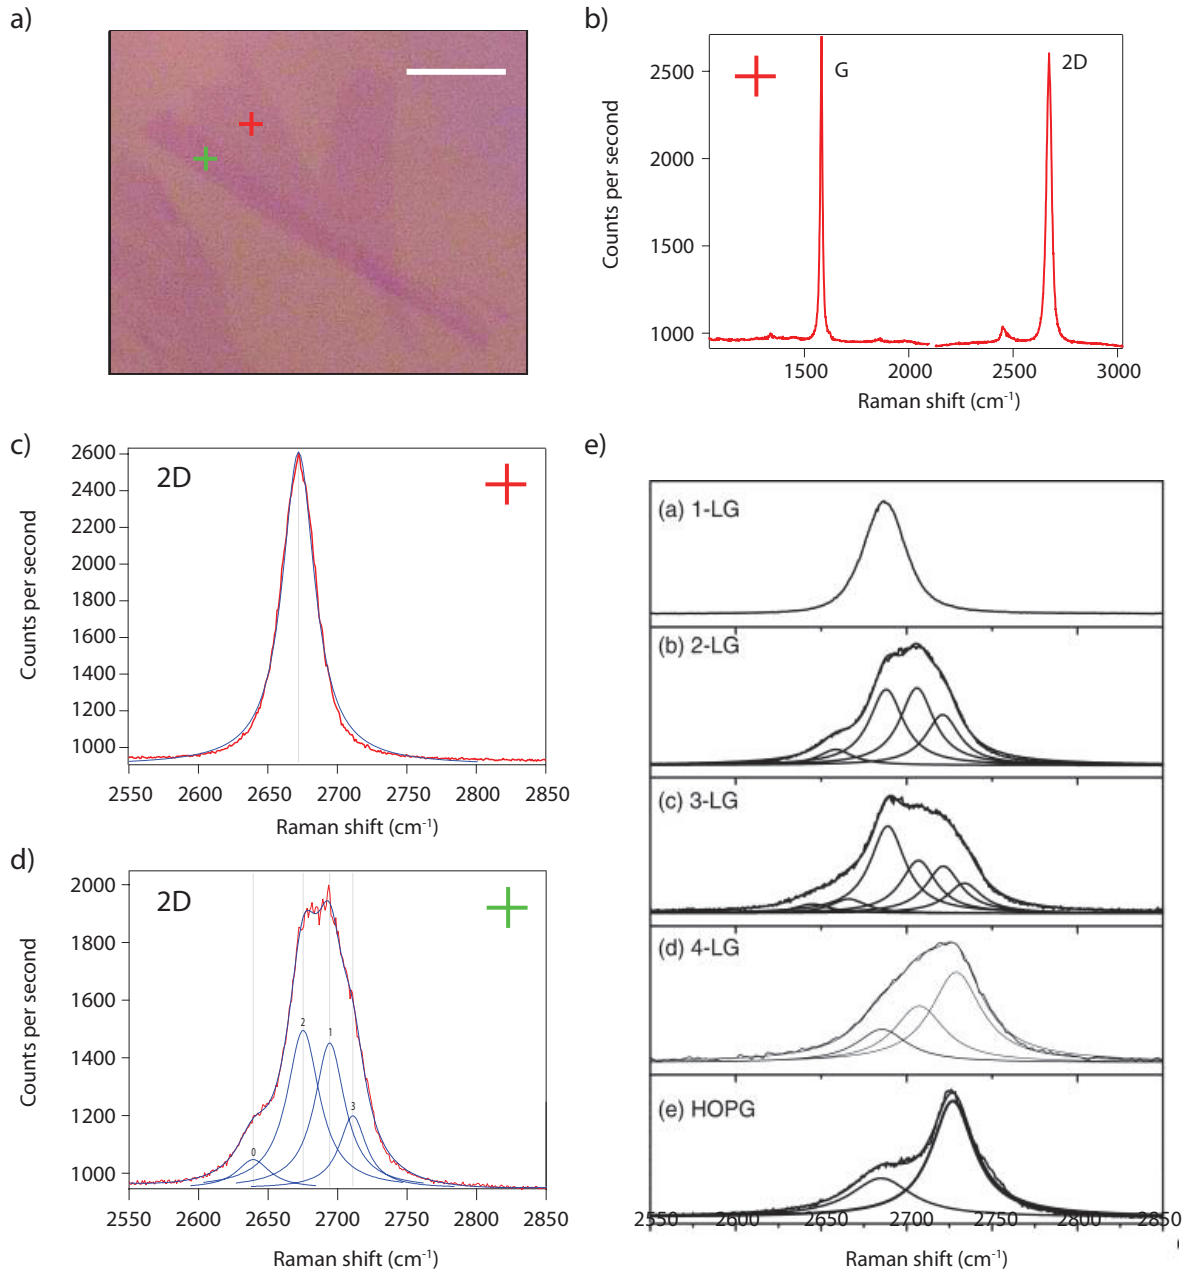 a)
b)
G
2D
2500
2000
1500
1000
Counts per second
1500 2000 2500 3000
Raman shift (cm-1)
c)
2D
2600
2400
2200
2000
1800
1600
1400
1200
1000
Counts per second
2550 2600 2650 2700 2750 2800 2850
Raman shift (cm-1)
d)
2D
2000
1800
1600
1400
1200
1000
Counts per second
0
2
1
3
2550 2600 2650 2700 2750 2800 2850
Raman shift (cm-1)
e)
(a) 1-LG
(b) 2-LG
(c) 3-LG
(d) 4-LG
(e) HOPG
2550 2600 2650 2700 2750 2800 2850
Raman shift (cm-1)